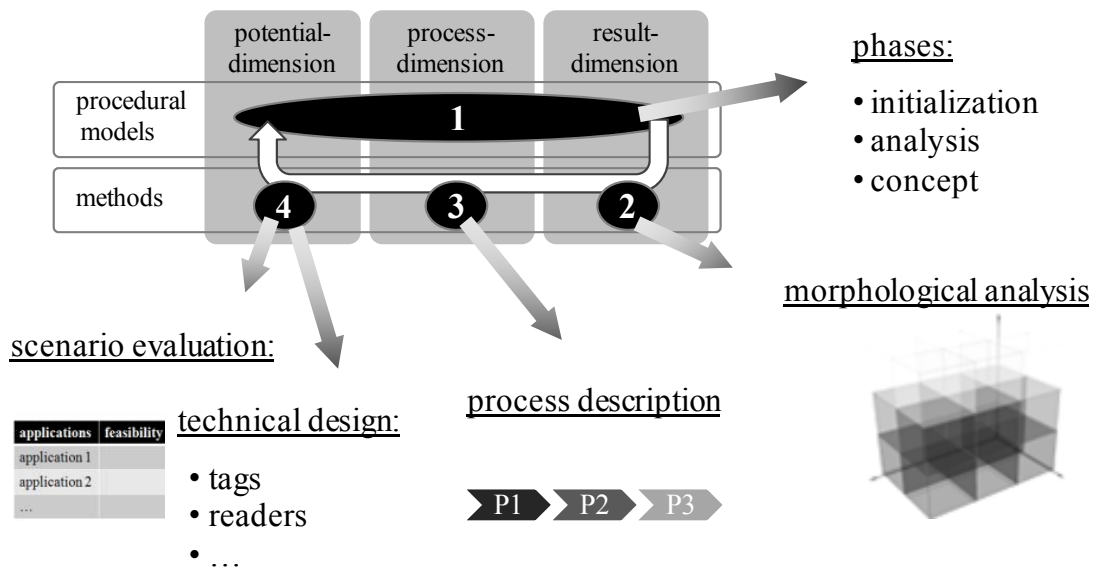 potential-
dimension
process-
dimension
result-
dimension
procedural
models
1
methods
4
3
2
phases:
• initialization
• analysis
• concept
morphological analysis
scenario evaluation:
applications feasibility
application 1
application 2
...
technical design:
• tags
• readers
• ...
process description
P1 P2 P3